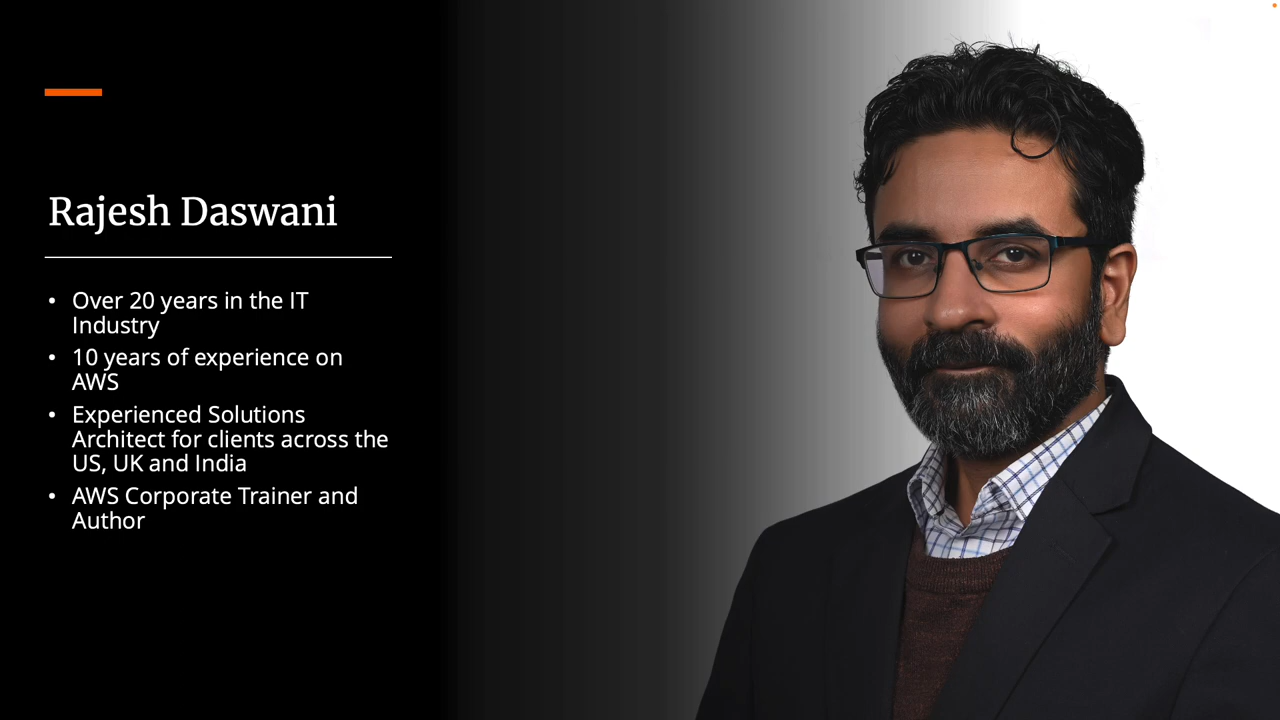 Rajesh Daswani
• Over 20 years in the IT
Industry
• 10 years of experience on
AWS
• Experienced Solutions
Architect for clients across the
US, UK and India
• AWS Corporate Trainer and
Author